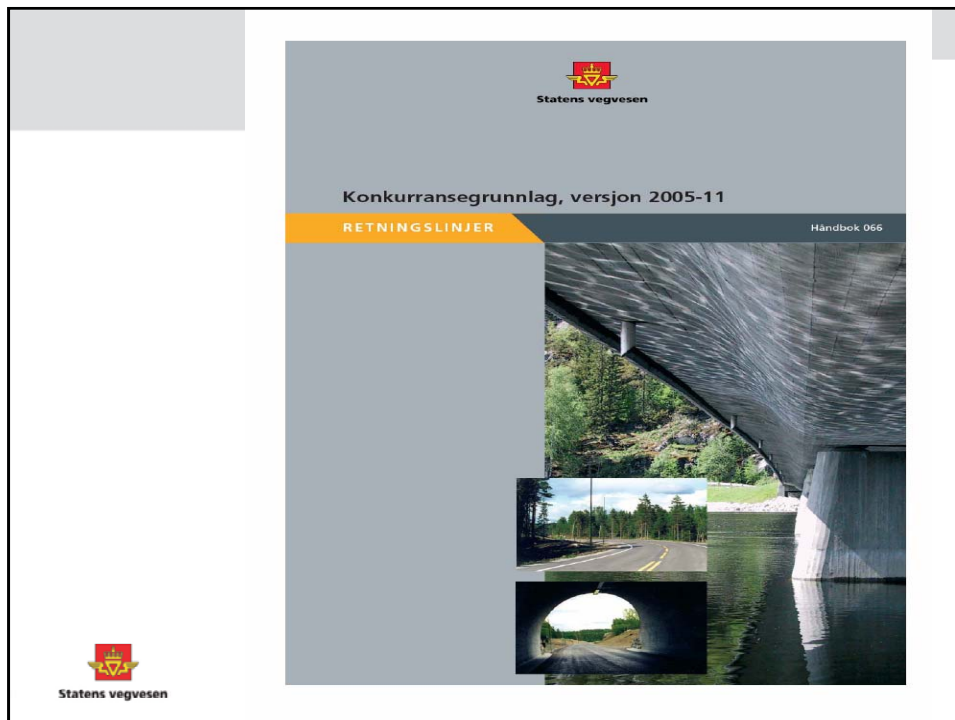 Statens vegvesen
Konkurransegrunnlag, versjon 2005-11
RETNINGSLINJER
Håndbok 066
Statens vegvesen